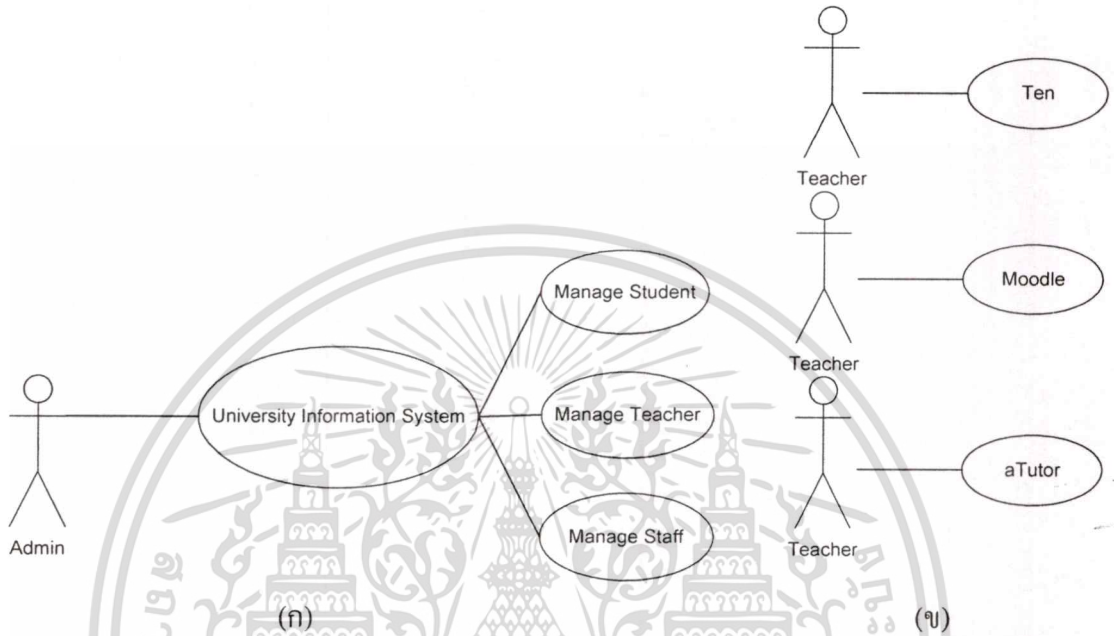 Ten
Teacher
Moodle
Manage Student
Teacher
University Information System
Manage Teacher
aTutor
Manage Staff
Admin
Teacher
(ก)
(ข)